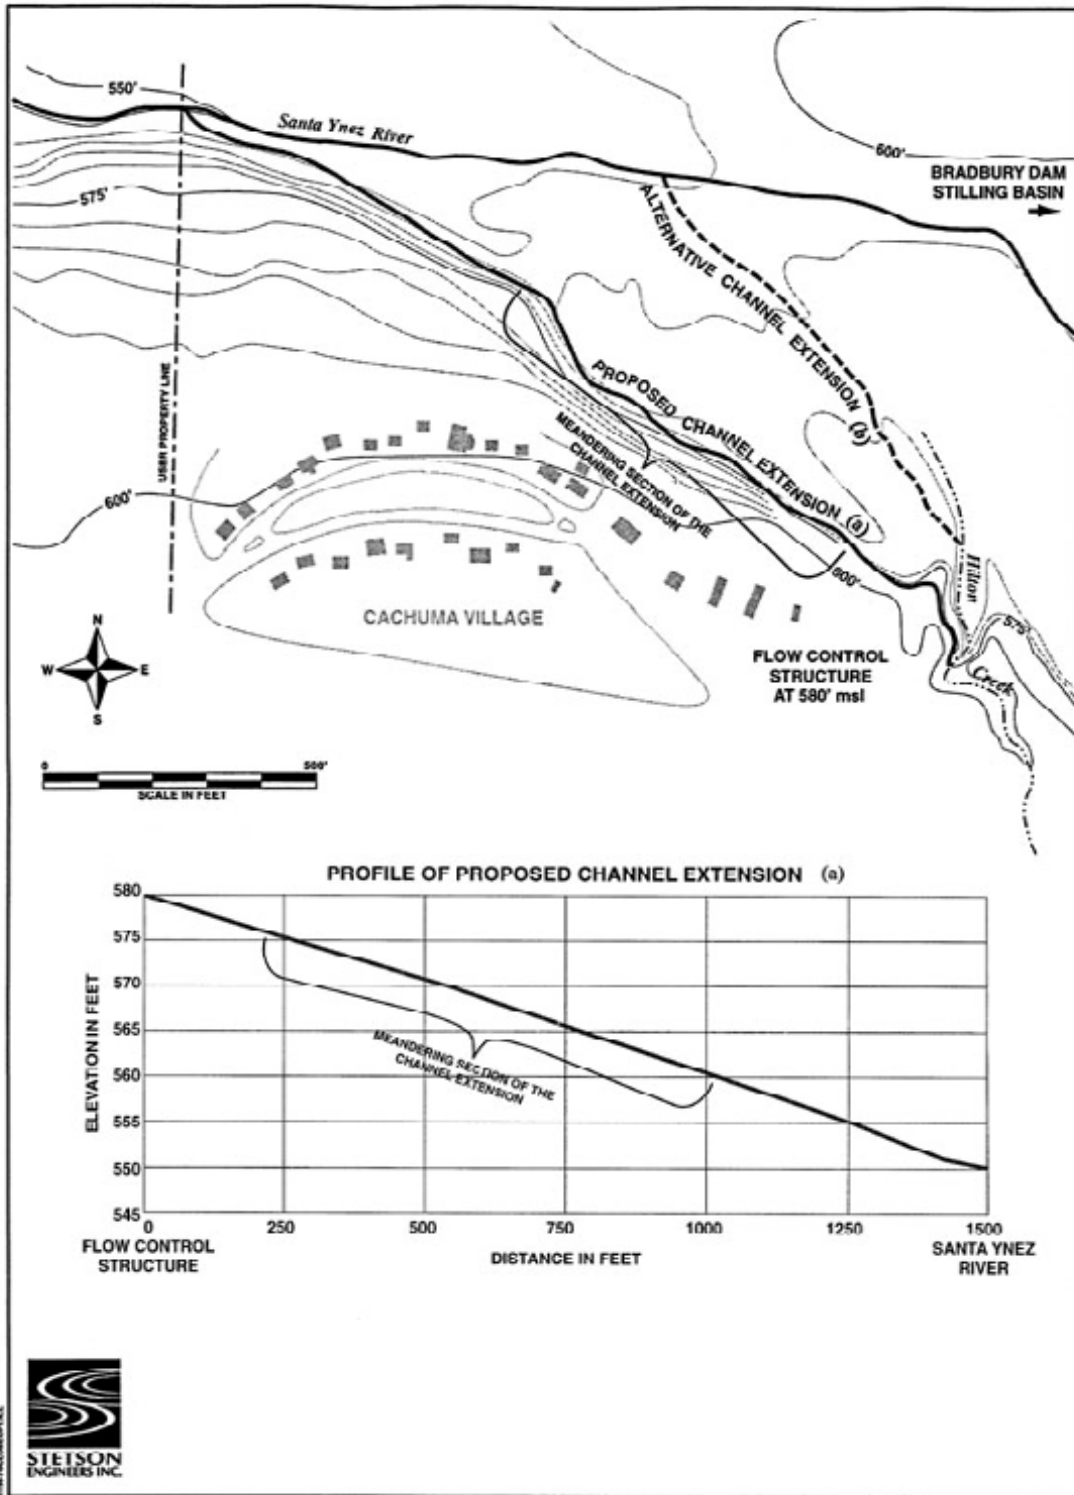 550'
Santa Ynez River
600'
BRADBURY DAM
STILLING BASIN
575'
ALTERNATIVE CHANNEL EXTENSION (b)
USER PROPERTY LINE
PROPOSED CHANNEL EXTENSION (a)
MEANDERING SECTION OF THE
CHANNEL EXTENSION
600'
600'
Hilton
Creek
575'
CACHUMA VILLAGE
FLOW CONTROL
STRUCTURE
AT 580' msl
N
W E
S
0 500'
SCALE IN FEET
PROFILE OF PROPOSED CHANNEL EXTENSION (a)
580
575
570
565
560
555
550
545
ELEVATION IN FEET
MEANDERING SECTION OF THE
CHANNEL EXTENSION
0 250 500 750 1000 1250 1500
FLOW CONTROL
STRUCTURE
DISTANCE IN FEET
SANTA YNEZ
RIVER
STETSON
ENGINEERS INC.